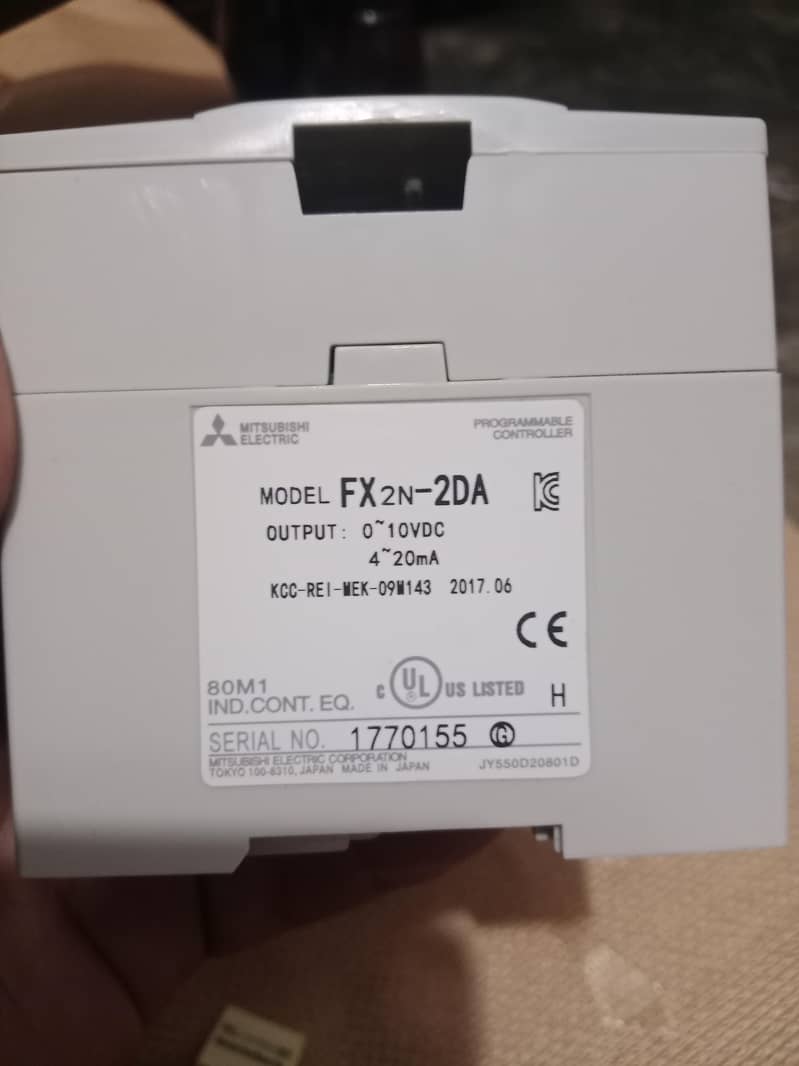 MITSUBISHI
ELECTRIC
PROGRAMMABLE
CONTROLLER
MODEL FX2N-2DA
OUTPUT: 0~10VDC
4~20mA
KCC-REI-MEK-09M143 2017.06
CE
80M1
IND.CONT. EQ.
C UL US LISTED
H
SERIAL NO. 1770155 G
MITSUBISHI ELECTRIC CORPORATION
TOKYO 100-8310, JAPAN MADE IN JAPAN
JY550D20801D